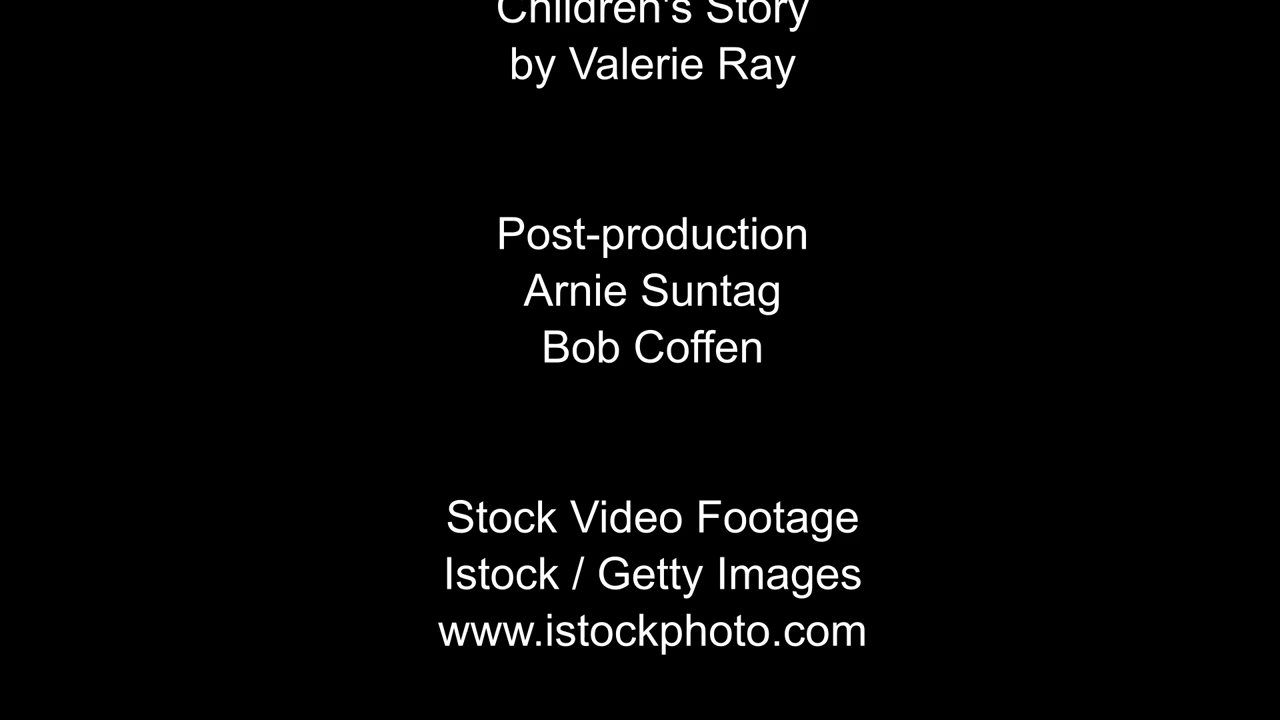 Children's Story
by Valerie Ray
Post-production
Arnie Suntag
Bob Coffen
Stock Video Footage
Istock / Getty Images
www.istockphoto.com